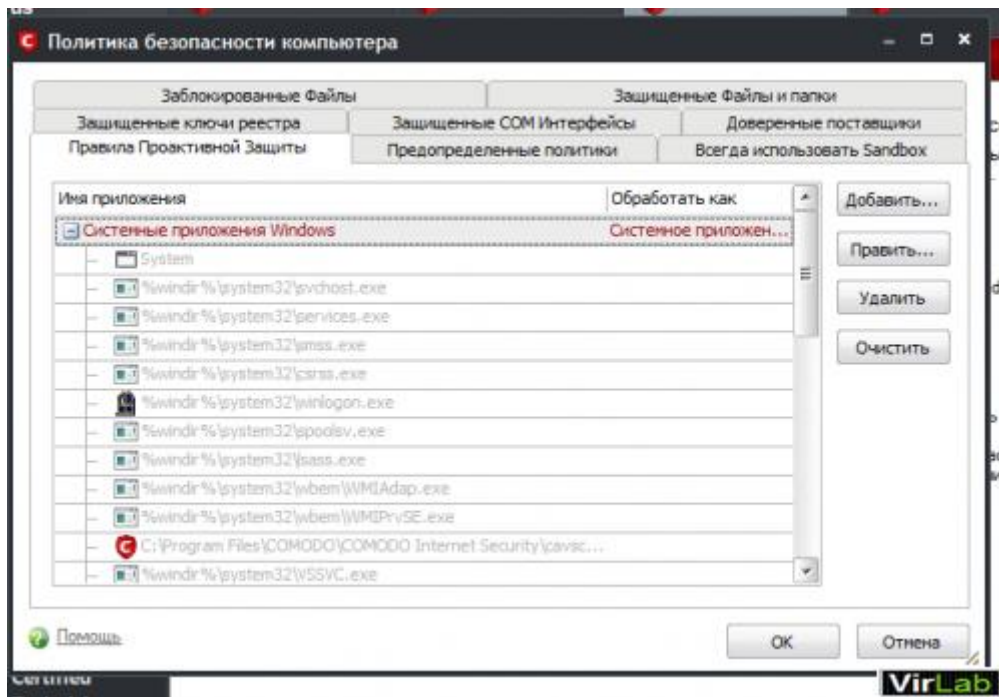 Политика безопасности компьютера
Заблокированные Файлы
Защищенные Файлы и папки
Защищенные ключи реестра
Защищенные COM Интерфейсы
Доверенные поставщики
Правила Проактивной Защиты
Предопределенные политики
Всегда использовать Sandbox
Имя приложения
Обработать как
Добавить...
Системные приложения Windows
Системное приложен...
System
Править...
%windir%\system32\svchost.exe
Удалить
%windir%\system32\services.exe
%windir%\system32\smss.exe
Очистить
%windir%\system32\csrss.exe
%windir%\system32\winlogon.exe
%windir%\system32\spoolsv.exe
%windir%\system32\lsass.exe
%windir%\system32\wbem\WMIAdap.exe
%windir%\system32\wbem\WMIPrvSE.exe
C:\Program Files\COMODO\COMODO Internet Security\cavsc...
%windir%\system32\VSSVC.exe
Помощь
OK
Отмена
VirLab